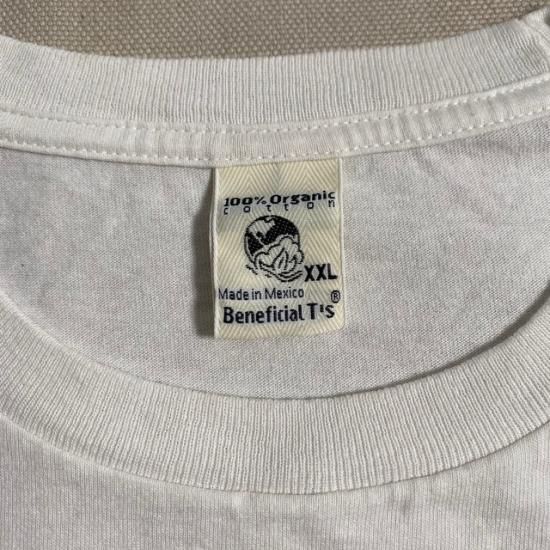 100% Organic
cotton
XXL
Made in Mexico
Beneficial T's ®